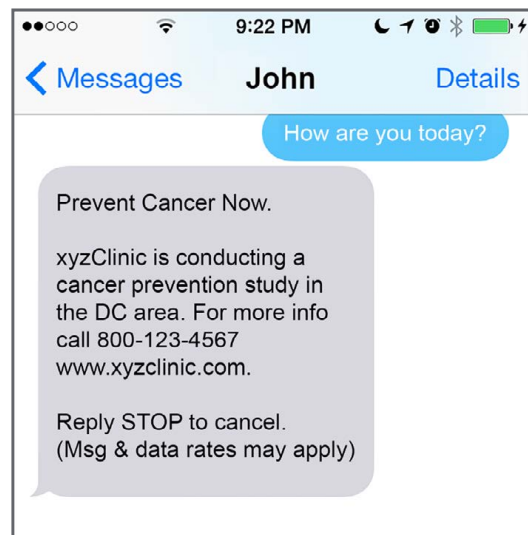 9:22 PM
Messages John Details
How are you today?
Prevent Cancer Now.
xyzClinic is conducting a
cancer prevention study in
the DC area. For more info
call 800-123-4567
www.xyzclinic.com.
Reply STOP to cancel.
(Msg & data rates may apply)